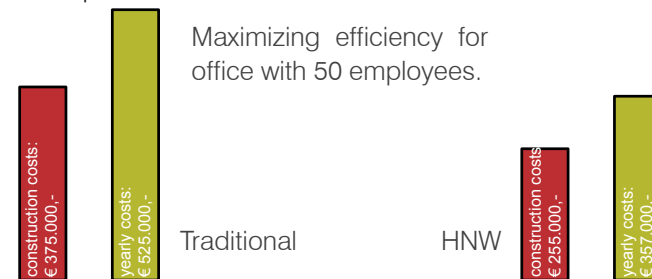 Maximizing efficiency for
office with 50 employees.
construction costs:
€ 375.000,-
yearly costs:
€ 525.000,-
Traditional
HNW
construction costs
€ 255.000,-
yearly costs:
€ 357.000,-